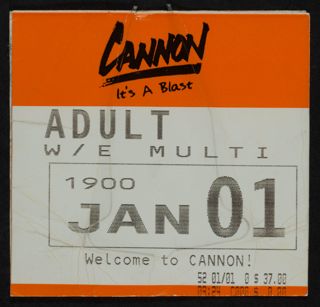 CANNON
It's A Blast
ADULT
W/E MULTI
1900
JAN 01
Welcome to CANNON!
52 01/01 0 $ 37.00